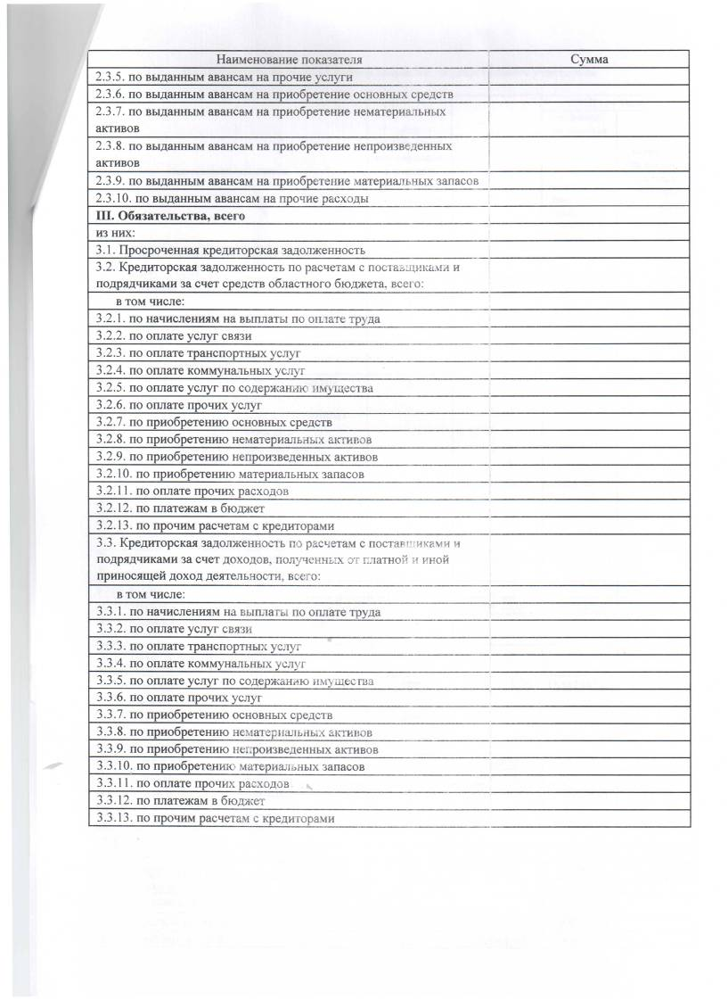 Наименование показателя Сумма
2.3.5. по выданным авансам на прочие услуги
2.3.6. по выданным авансам на приобретение основных средств
2.3.7. по выданным авансам на приобретение нематериальных
активов
2.3.8. по выданным авансам на приобретение непроизведенных
активов
2.3.9. по выданным авансам на приобретение материальных запасов
2.3.10. по выданным авансам на прочие расходы
III. Обязательства, всего
из них:
3.1. Просроченная кредиторская задолженность
3.2. Кредиторская задолженность по расчетам с поставщиками и
подрядчиками за счет средств областного бюджета, всего:
в том числе:
3.2.1. по начислениям на выплаты по оплате труда
3.2.2. по оплате услуг связи
3.2.3. по оплате транспортных услуг
3.2.4. по оплате коммунальных услуг
3.2.5. по оплате услуг по содержанию имущества
3.2.6. по оплате прочих услуг
3.2.7. по приобретению основных средств
3.2.8. по приобретению нематериальных активов
3.2.9. по приобретению непроизведенных активов
3.2.10. по приобретению материальных запасов
3.2.11. по оплате прочих расходов
3.2.12. по платежам в бюджет
3.2.13. по прочим расчетам с кредиторами
3.3. Кредиторская задолженность по расчетам с поставщиками и
подрядчиками за счет доходов, полученных от платной и иной
приносящей доход деятельности, всего:
в том числе:
3.3.1. по начислениям на выплаты по оплате труда
3.3.2. по оплате услуг связи
3.3.3. по оплате транспортных услуг
3.3.4. по оплате коммунальных услуг
3.3.5. по оплате услуг по содержанию имущества
3.3.6. по оплате прочих услуг
3.3.7. по приобретению основных средств
3.3.8. по приобретению нематериальных активов
3.3.9. по приобретению непроизведенных активов
3.3.10. по приобретению материальных запасов
3.3.11. по оплате прочих расходов
3.3.12. по платежам в бюджет
3.3.13. по прочим расчетам с кредиторами